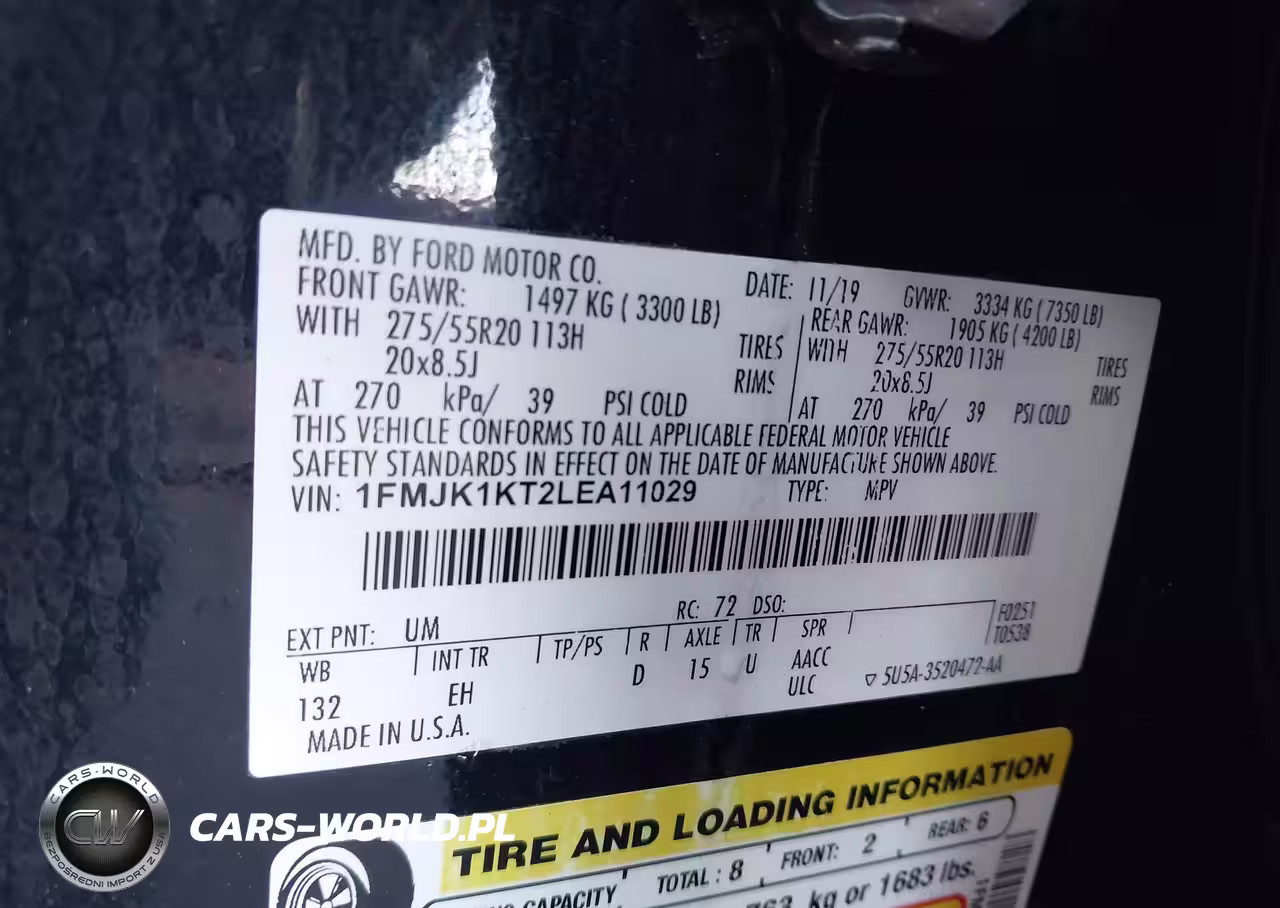 MFD. BY FORD MOTOR CO.
DATE: 11/19 GVWR: 3334 KG ( 7350 LB)
FRONT GAWR: 1497 KG ( 3300 LB)
WITH 275/55R20 113H TIRES
20x8.5J RIMS
AT 270 kPa/ 39 PSI COLD
REAR GAWR: 1905 KG ( 4200 LB)
WITH 275/55R20 113H TIRES
20x8.5J RIMS
AT 270 kPa/ 39 PSI COLD
THIS VEHICLE CONFORMS TO ALL APPLICABLE FEDERAL MOTOR VEHICLE
SAFETY STANDARDS IN EFFECT ON THE DATE OF MANUFACTURE SHOWN ABOVE.
VIN: 1FMJK1KT2LEA11029 TYPE: MPV
EXT PNT: UM RC: 72 DSO:
WB INT TR TP/PS R AXLE TR SPR
132 EH D 15 U AACC
ULC
F0251
T0538
MADE IN U.S.A.
▽ 5U5A-3520472-AA
TIRE AND LOADING INFORMATION
CAPACITY TOTAL : 8 FRONT: 2 REAR: 6
kg or 1683 lbs.
CARS-WORLD
CW
BEZPOŚREDNI IMPORT Z USA
CARS-WORLD.PL